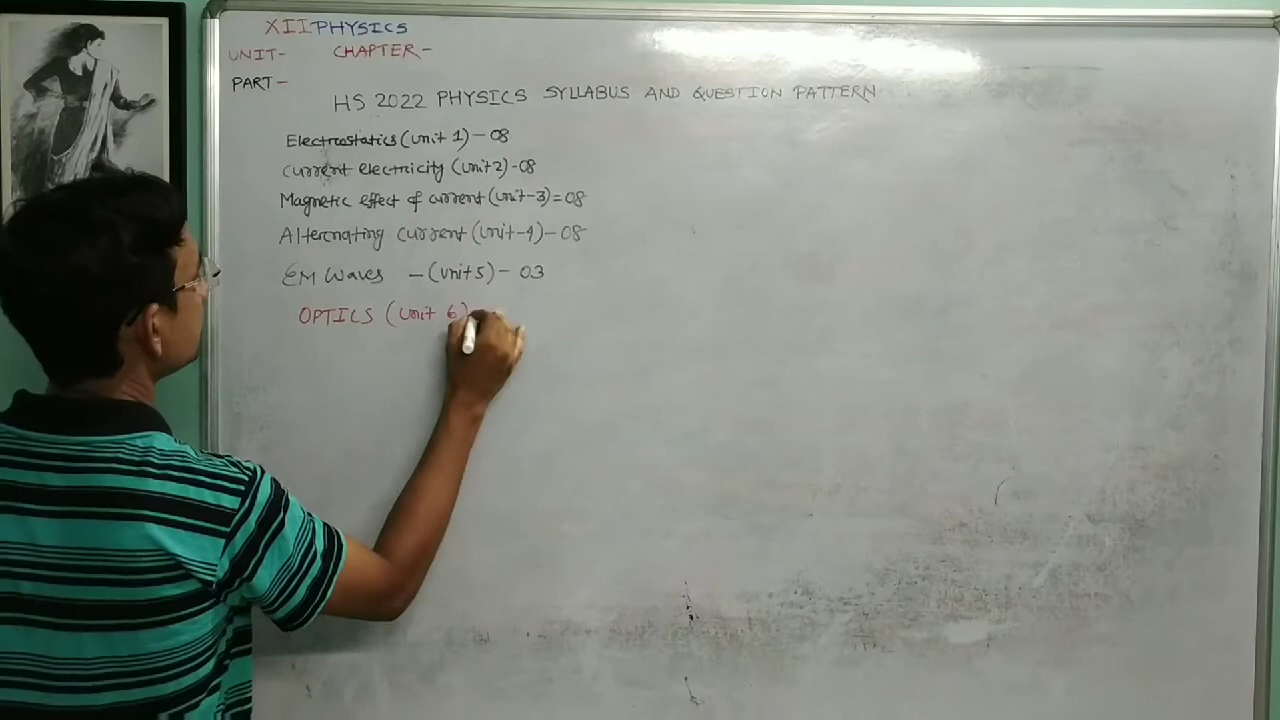 XII PHYSICS
UNIT- CHAPTER-
PART-
HS 2022 PHYSICS SYLLABUS AND QUESTION PATTERN
Electrostatics (Unit 1) - 08
Current electricity (Unit 2) - 08
Magnetic effect of current (Unit-3) = 08
Alternating current (Unit-4) - 08
EM Waves - (Unit 5) - 03
OPTICS (Unit 6)